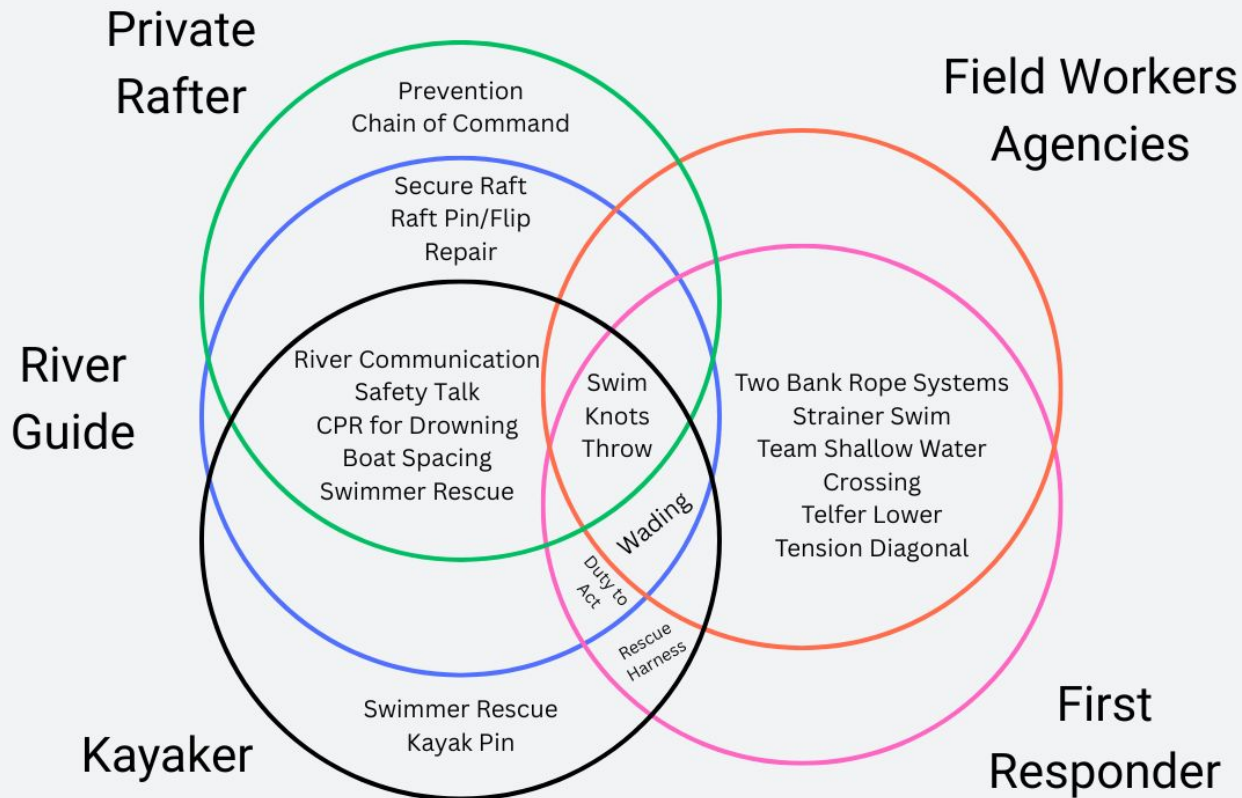 Private
Rafter
Field Workers
Agencies
Prevention
Chain of Command
Secure Raft
Raft Pin/Flip
Repair
River
Guide
River Communication
Safety Talk
CPR for Drowning
Boat Spacing
Swimmer Rescue
Swim
Knots
Throw
Two Bank Rope Systems
Strainer Swim
Team Shallow Water
Crossing
Telfer Lower
Tension Diagonal
Wading
Duty to
Act
Rescue
Harness
Swimmer Rescue
Kayak Pin
Kayaker
First
Responder